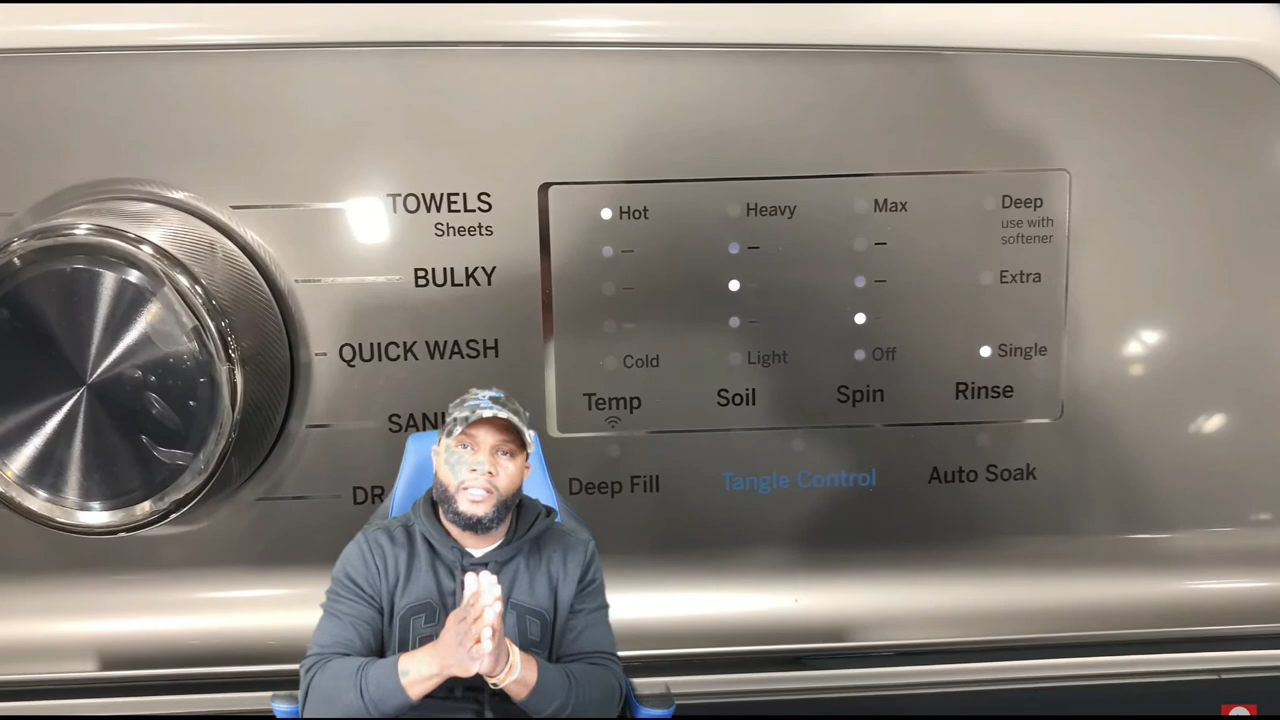 TOWELS
Sheets
BULKY
QUICK WASH
Hot
Heavy
Max
Deep
use with
softener
Extra
Cold
Light
Off
Single
Temp
Soil
Spin
Rinse
Deep Fill
Tangle Control
Auto Soak